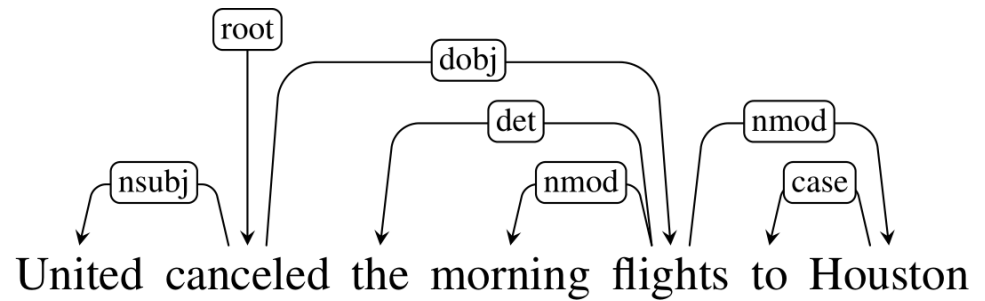 root
dobj
det
nmod
nsubj
nmod
case
United canceled the morning flights to Houston